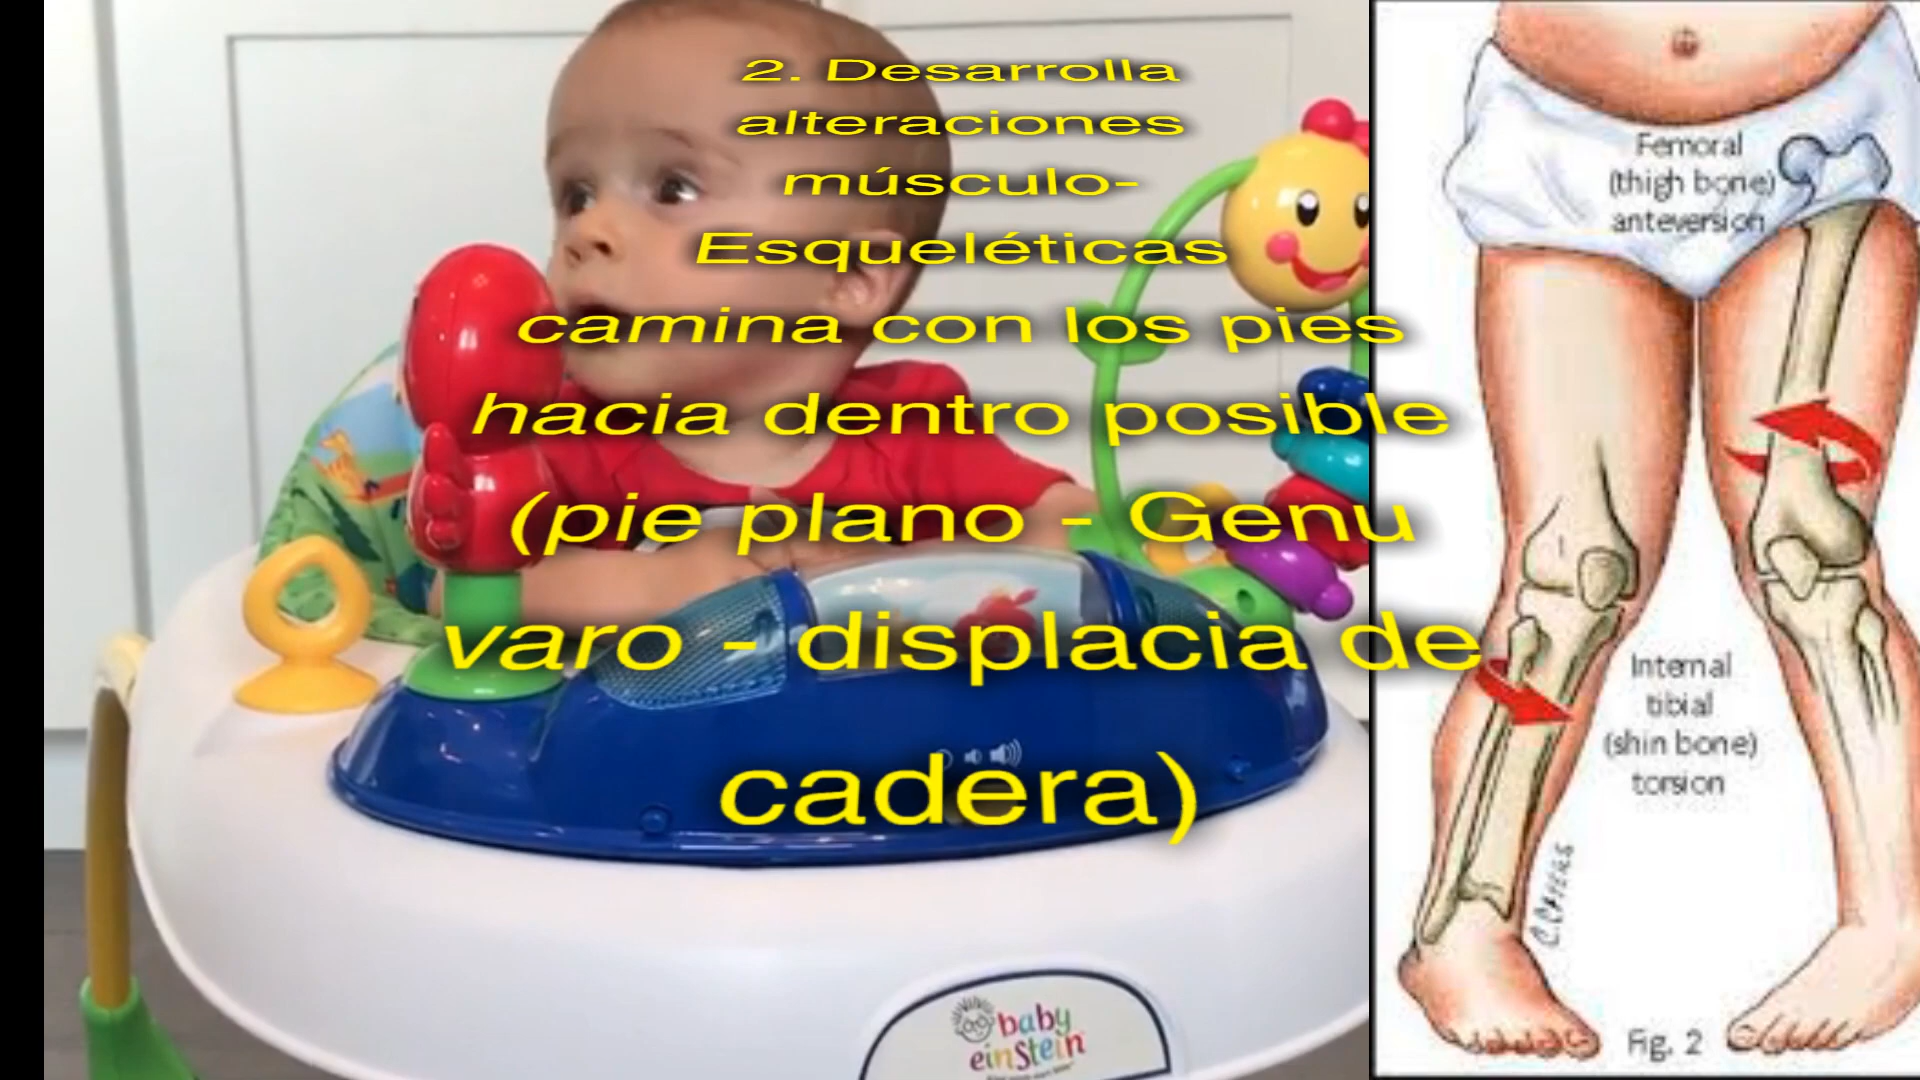 2. Desarrolla
alteraciones
músculo-
Esqueléticas
camina con los pies
hacia dentro posible
(pie plano - Genu
varo - displacia de
cadera)
Femoral
(thigh bone)
anteversion
Internal
tibial
(shin bone)
torsion
Fig. 2
baby
einstein